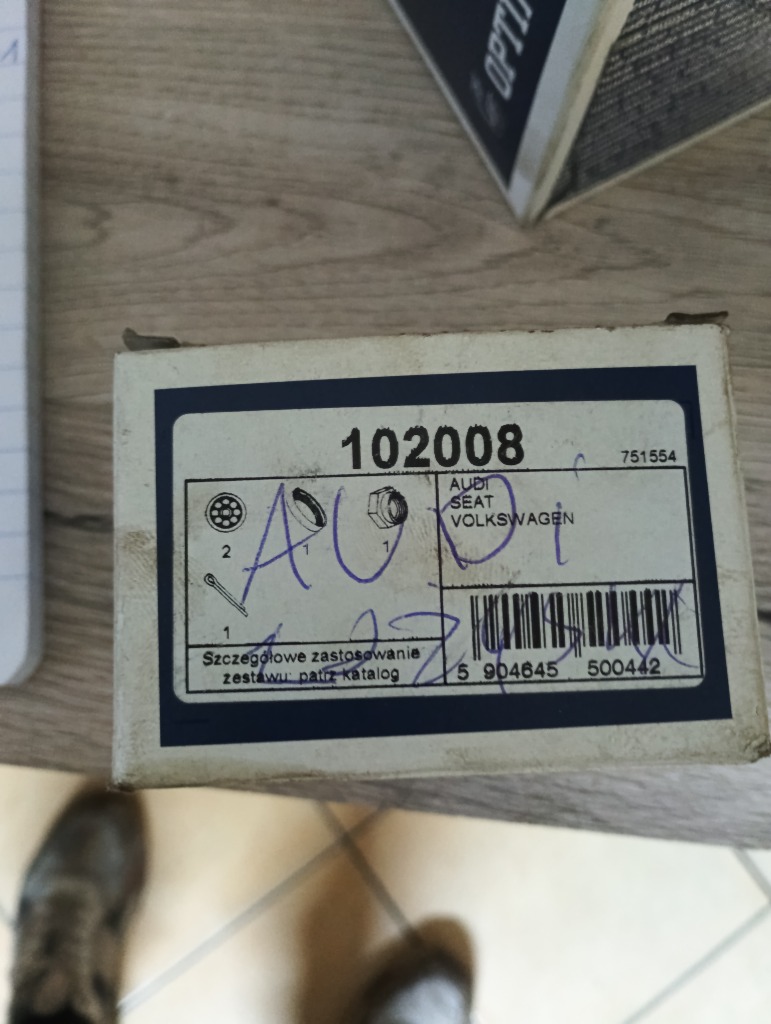 OPTI
102008
751554
2
1
1
1
AUDI
SEAT
VOLKSWAGEN
AUDi
Szczegółowe zastosowanie
zestawu: patrz katalog
5 904645 500442